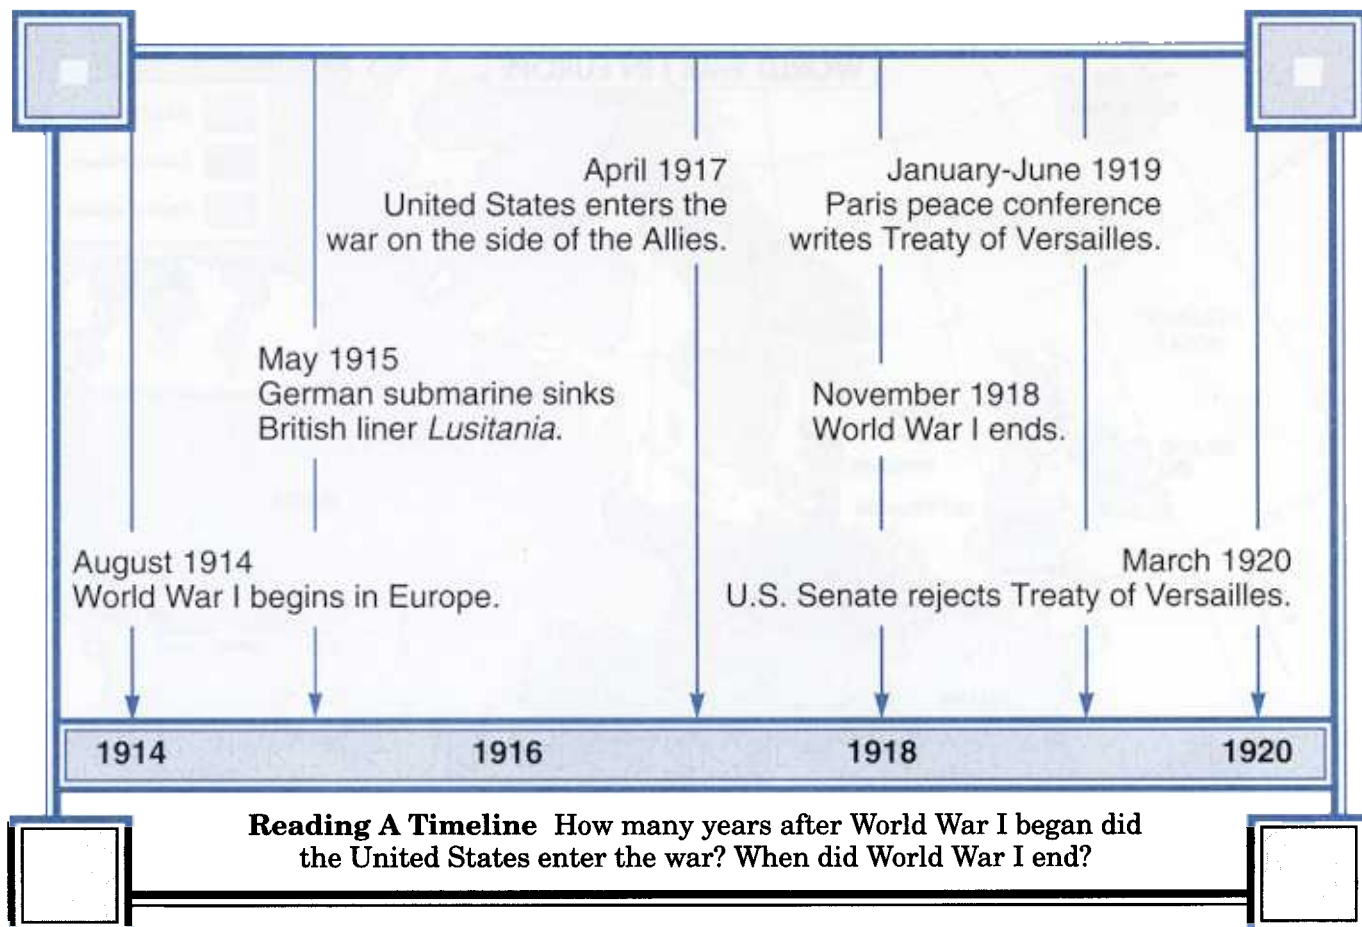 April 1917
United States enters the
war on the side of the Allies.
January-June 1919
Paris peace conference
writes Treaty of Versailles.
May 1915
German submarine sinks
British liner Lusitania.
November 1918
World War I ends.
August 1914
World War I begins in Europe.
March 1920
U.S. Senate rejects Treaty of Versailles.
1914
1916
1918
1920
Reading A Timeline How many years after World War I began did
the United States enter the war? When did World War I end?